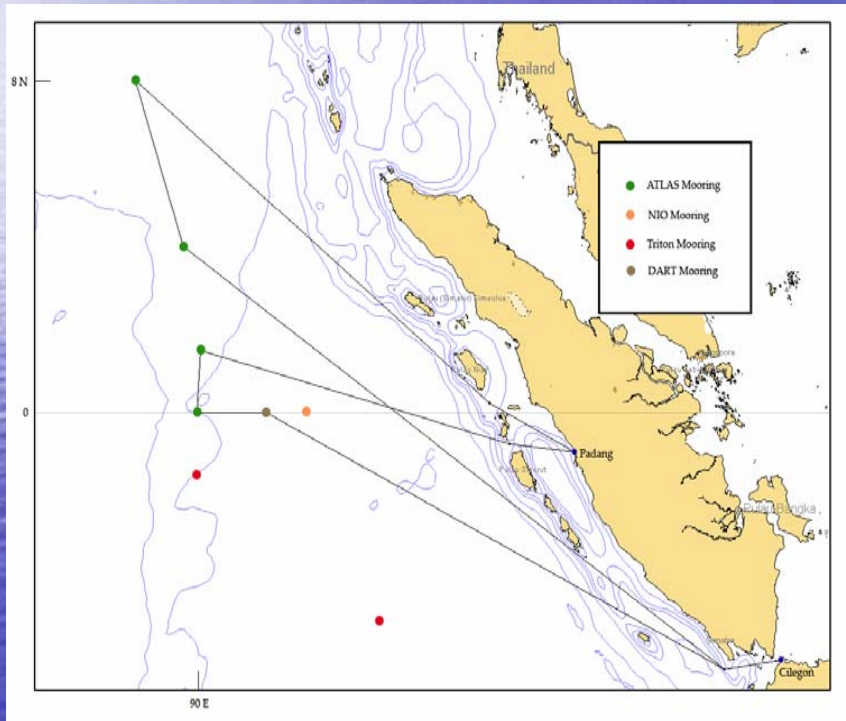 Thailand
8 N
ATLAS Mooring
NIO Mooring
Triton Mooring
DART Mooring
0
Padang
Pulau Bangka
Cilegon
90 E